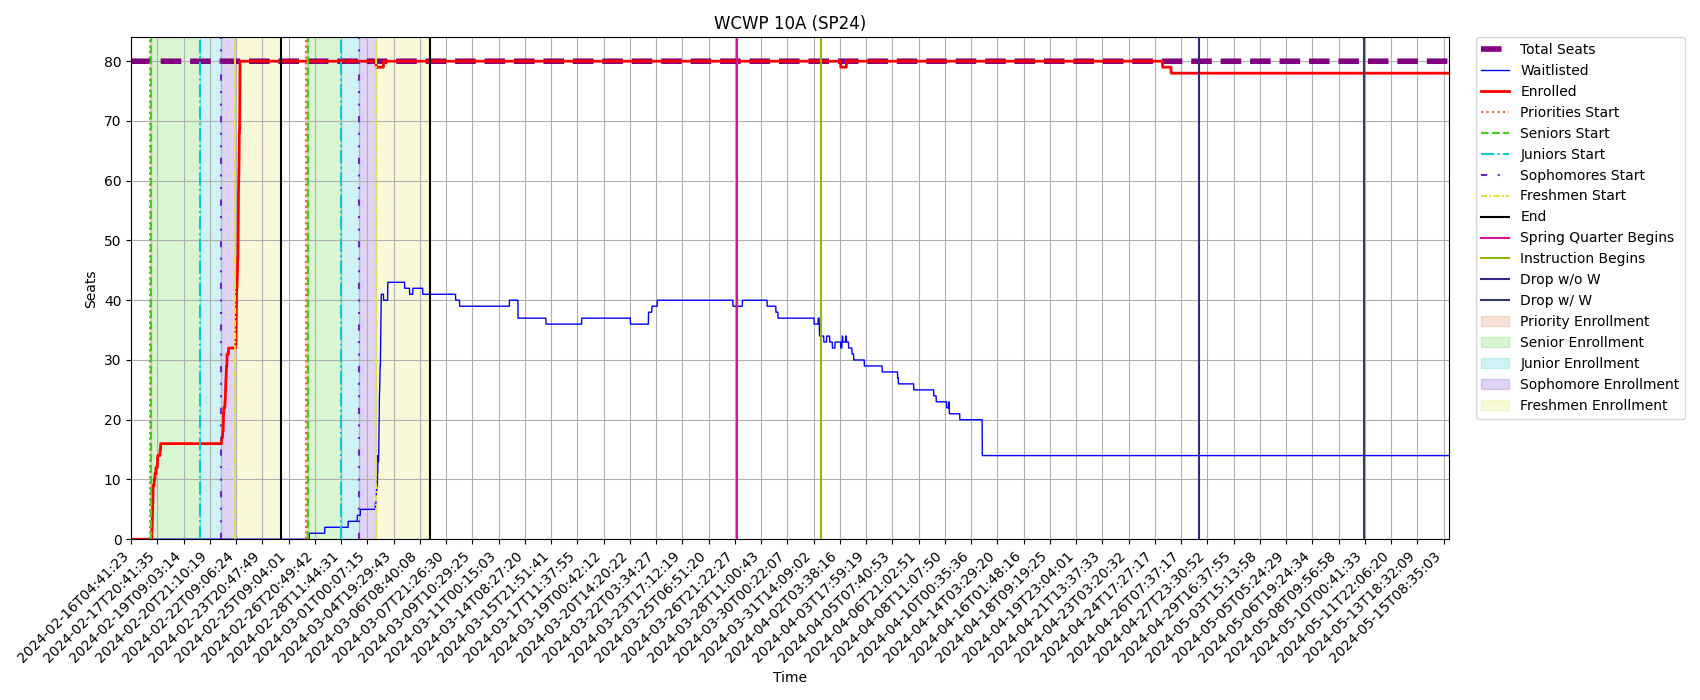 WCWP 10A (SP24)
Seats
80
70
60
50
40
30
20
10
0
2024-02-16T04:41:23
2024-02-17T20:41:35
2024-02-19T19:03:14
2024-02-20T21:10:19
2024-02-22T09:06:24
2024-02-23T20:47:49
2024-02-25T09:04:01
2024-02-26T20:49:42
2024-02-28T11:44:31
2024-03-01T00:07:15
2024-03-04T19:29:43
2024-03-06T08:40:08
2024-03-07T21:26:30
2024-03-09T10:29:25
2024-03-11T00:15:03
2024-03-14T08:27:20
2024-03-15T21:51:41
2024-03-17T11:37:55
2024-03-19T00:42:12
2024-03-20T14:20:22
2024-03-22T03:34:27
2024-03-23T17:12:19
2024-03-25T06:51:20
2024-03-26T21:22:27
2024-03-28T11:00:43
2024-03-30T00:22:07
2024-03-31T14:09:02
2024-04-02T03:38:16
2024-04-03T17:59:19
2024-04-05T07:40:53
2024-04-06T21:02:51
2024-04-08T11:07:50
2024-04-10T00:35:36
2024-04-14T03:29:20
2024-04-16T01:48:16
2024-04-18T09:19:25
2024-04-19T23:04:01
2024-04-21T13:37:33
2024-04-23T03:20:32
2024-04-24T17:27:17
2024-04-26T07:37:17
2024-04-27T23:30:52
2024-04-29T16:37:55
2024-05-03T15:13:58
2024-05-05T05:24:29
2024-05-06T19:24:34
2024-05-08T09:56:58
2024-05-10T00:41:33
2024-05-11T22:06:20
2024-05-13T18:32:09
2024-05-15T08:35:03
Time
Total Seats
Waitlisted
Enrolled
Priorities Start
Seniors Start
Juniors Start
Sophomores Start
Freshmen Start
End
Spring Quarter Begins
Instruction Begins
Drop w/o W
Drop w/ W
Priority Enrollment
Senior Enrollment
Junior Enrollment
Sophomore Enrollment
Freshmen Enrollment